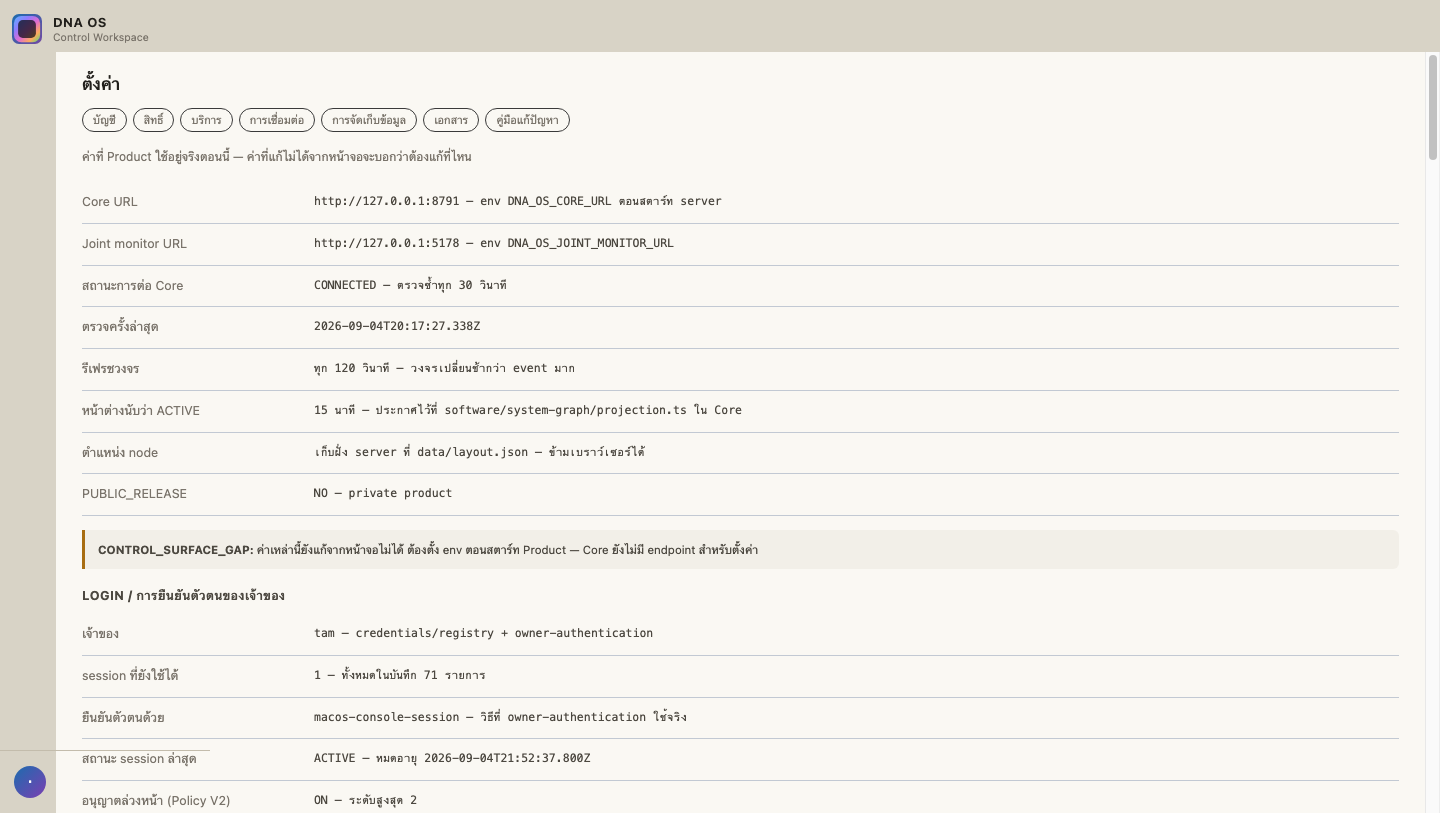 DNA OS
Control Workspace
ตั้งค่า
บัญชี สิทธิ์ บริการ การเชื่อมต่อ การจัดเก็บข้อมูล เอกสาร คู่มือแก้ปัญหา
ค่าที่ Product ใช้อยู่จริงตอนนี้ — ค่าที่แก้ไม่ได้จากหน้าจอจะบอกว่าต้องแก้ที่ไหน
Core URL http://127.0.0.1:8791 — env DNA_OS_CORE_URL ตอนสตาร์ท server
Joint monitor URL http://127.0.0.1:5178 — env DNA_OS_JOINT_MONITOR_URL
สถานะการต่อ Core CONNECTED — ตรวจซ้ำทุก 30 วินาที
ตรวจครั้งล่าสุด 2026-09-04T20:17:27.338Z
รีเฟรชวงจร ทุก 120 วินาที — วงจรเปลี่ยนช้ากว่า event มาก
หน้าต่างนับว่า ACTIVE 15 นาที — ประกาศไว้ที่ software/system-graph/projection.ts ใน Core
ตำแหน่ง node เก็บฝั่ง server ที่ data/layout.json — ข้ามเบราว์เซอร์ได้
PUBLIC_RELEASE NO — private product
CONTROL_SURFACE_GAP: ค่าเหล่านี้ยังแก้จากหน้าจอไม่ได้ ต้องตั้ง env ตอนสตาร์ท Product — Core ยังไม่มี endpoint สำหรับตั้งค่า
LOGIN / การยืนยันตัวตนของเจ้าของ
เจ้าของ tam — credentials/registry + owner-authentication
session ที่ยังใช้ได้ 1 — ทั้งหมดในบันทึก 71 รายการ
ยืนยันตัวตนด้วย macos-console-session — วิธีที่ owner-authentication ใช้จริง
สถานะ session ล่าสุด ACTIVE — หมดอายุ 2026-09-04T21:52:37.800Z
อนุญาตล่วงหน้า (Policy V2) ON — ระดับสูงสุด 2